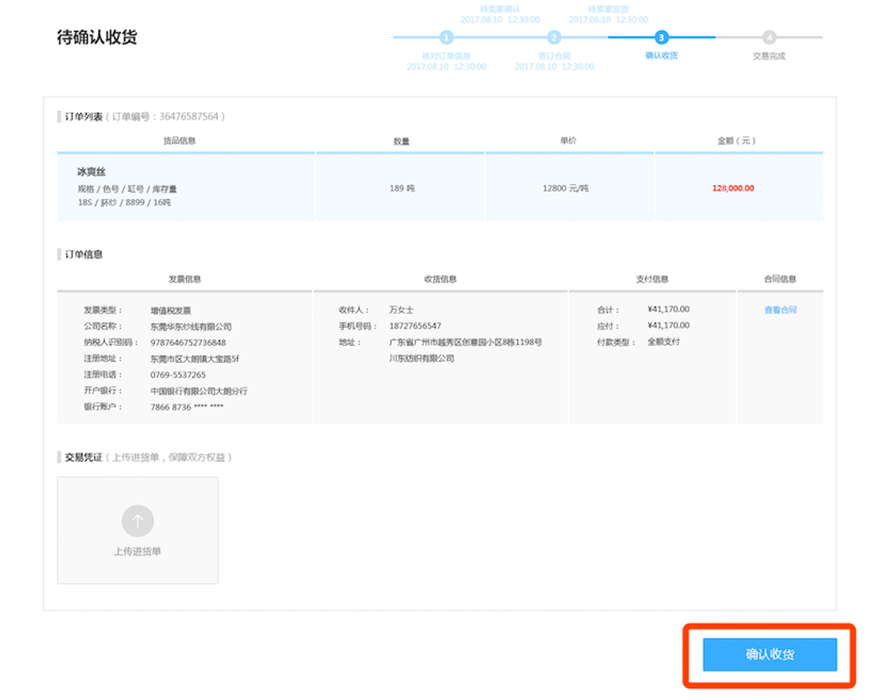 待确认收货
待卖家确认
2017.08.10 12:30:00
待卖家发货
2017.08.10 12:30:00
1
2
3
4
核对订单信息
2017.08.10 12:30:00
签订合同
2017.08.10 12:30:00
确认收货
交易完成
订单列表（订单编号：36476587564）
货品信息 数量 单价 金额（元）
冰爽丝
规格 / 色号 / 缸号 / 库存量
18S / 胚纱 / 8899 / 16吨
189 吨
12800 元/吨
128,000.00
订单信息
发票信息 收货信息 支付信息 合同信息
发票类型： 增值税发票
公司名称： 东莞华东纱线有限公司
纳税人识别码： 9787646752736848
注册地址： 东莞市区大朗镇大宝路5f
注册电话： 0769-5537265
开户银行： 中国银行有限公司大朗分行
银行账户： 7866 8736 **** ****
收件人： 万女士
手机号码： 18727656547
地址： 广东省广州市越秀区创意园小区8栋1198号
川东纺织有限公司
合计： ¥41,170.00
应付： ¥41,170.00
付款类型： 全额支付
查看合同
交易凭证（上传进货单，保障双方权益）
上传进货单
确认收货